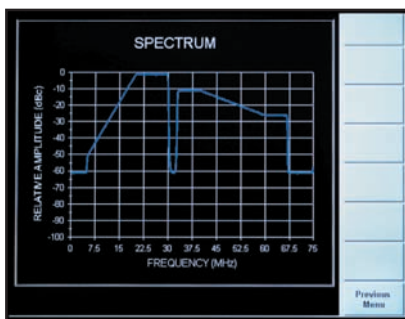 SPECTRUM
RELATIVE AMPLITUDE (dBc)
0
-10
-20
-30
-40
-50
-60
-70
-80
-90
-100
0 7.5 15 22.5 30 37.5 45 52.5 60 67.5 75
FREQUENCY (MHz)
Previous
Menu